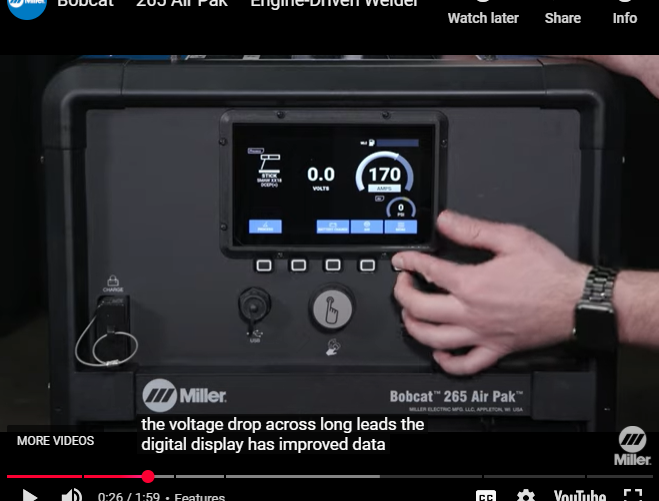 Miller.
Bobcat™ 265 Air Pak™ Engine-Driven Welder
Watch later
Share
Info
0.0
VOLTS
170
AMPS
STICK
0
PSI
CHARGE
USB
Miller.
Bobcat™ 265 Air Pak™
MILLER ELECTRIC MFG. LLC, APPLETON, WI USA
the voltage drop across long leads the
digital display has improved data
MORE VIDEOS
Miller.
0:26 / 1:59 • Features
CC
YouTube